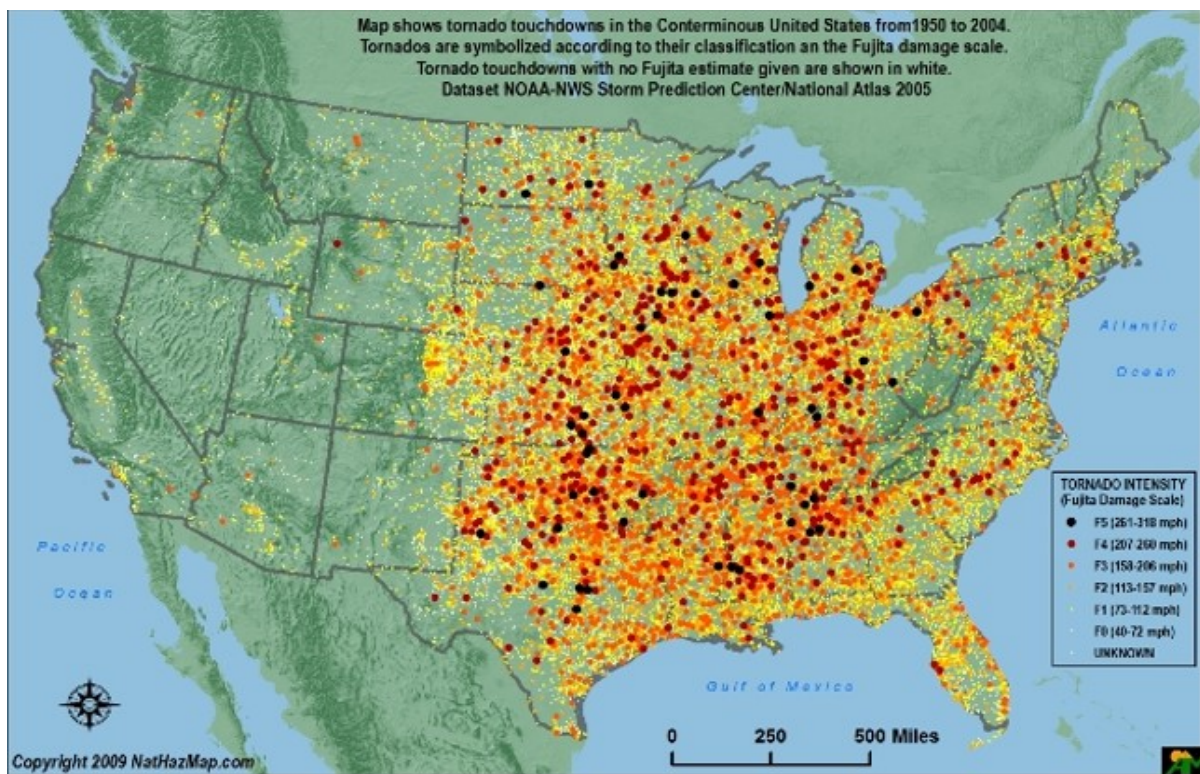 Map shows tornado touchdowns in the Conterminous United States from1950 to 2004.
Tornados are symbolized according to their classification an the Fujita damage scale.
Tornado touchdowns with no Fujita estimate given are shown in white.
Dataset NOAA-NWS Storm Prediction Center/National Atlas 2005
Atlantic
Ocean
TORNADO INTENSITY
(Fujita Damage Scale)
F5 (261-318 mph)
F4 (207-260 mph)
F3 (158-206 mph)
F2 (113-157 mph)
F1 (73-112 mph)
F0 (40-72 mph)
UNKNOWN
Pacific
Ocean
Gulf of Mexico
0 250 500 Miles
Copyright 2009 NatHazMap.com